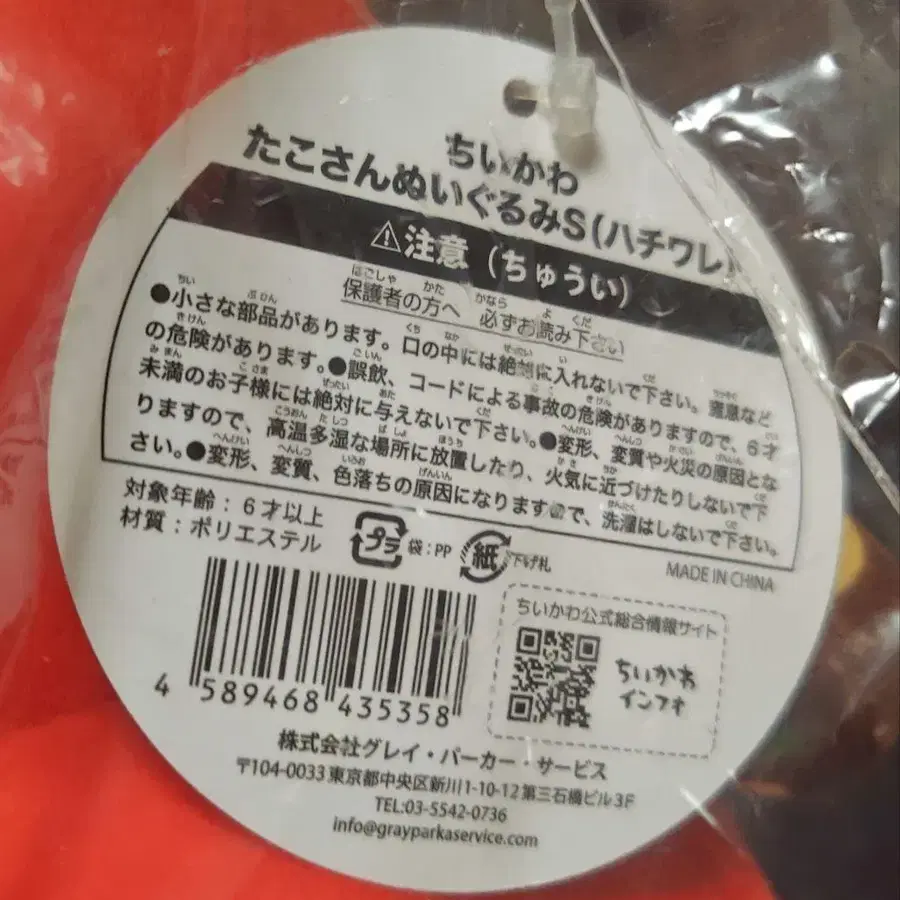 ちいかわ
たこさんぬいぐるみS(ハチワレ)
⚠注意(ちゅうい)
保護者の方へ 必ずお読み下さい
●小さな部品があります。口の中には絶対に入れないで下さい。窒息など
の危険があります。●誤飲、コードによる事故の危険がありますので、6才
未満のお子様には絶対に与えないで下さい。●変形、変質や火災の原因とな
りますので、高温多湿な場所に放置したり、火気に近づけたりしないで下
さい。●変形、変質、色落ちの原因になりますので、洗濯はしないで下さい。
対象年齢:6才以上
材質:ポリエステル
プラ 袋:PP 紙 下げ札
MADE IN CHINA
ちいかわ公式総合情報サイト
ちいかわ
インフォ
4 589468 435358
株式会社グレイ・パーカー・サービス
〒104-0033 東京都中央区新川1-10-12 第三石橋ビル3F
TEL:03-5542-0736
info@grayparkaservice.com